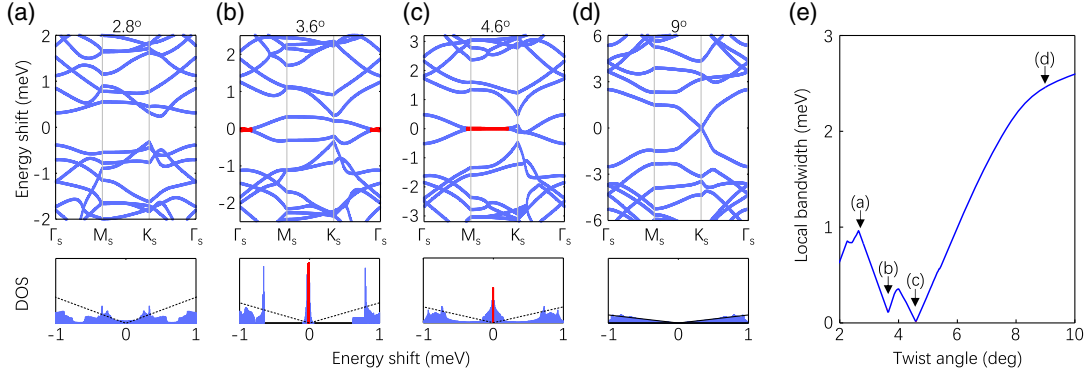 (a) (b) (c) (d) (e)
2.8° 3.6° 4.6° 9°
Energy shift (meV)
2 1 0 -1 -2
2 1 0 -1 -2
3 2 1 0 -1 -2 -3
6 3 0 -3 -6
Γs Ms Ks Γs Γs Ms Ks Γs Γs Ms Ks Γs Γs Ms Ks Γs
DOS
-1 0 1 -1 0 1 -1 0 1 -1 0 1
Energy shift (meV)
Local bandwidth (meV)
3 2 1 0
(a) (b) (c) (d)
2 4 6 8 10
Twist angle (deg)